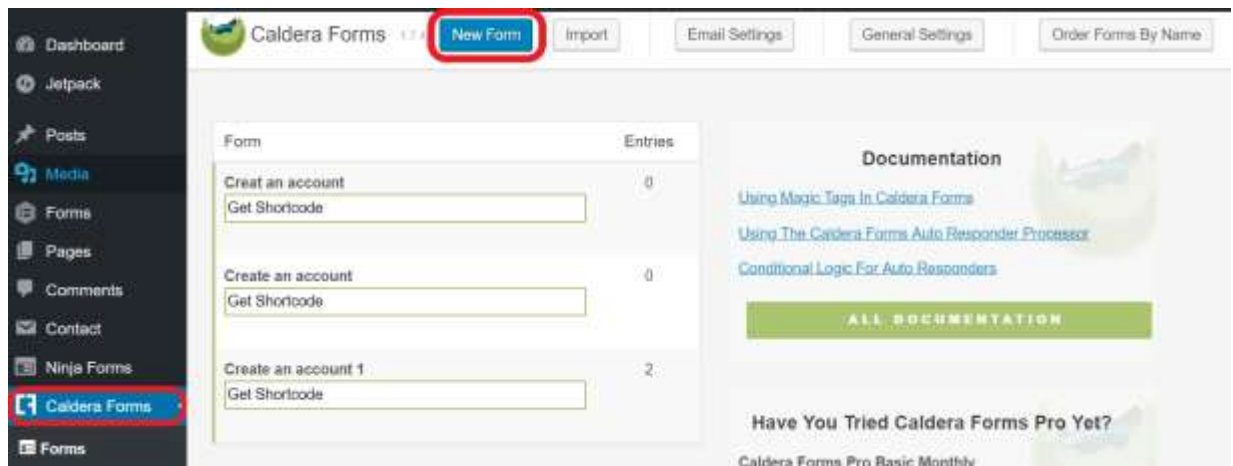 Dashboard
Jetpack
Posts
Media
Forms
Pages
Comments
Contact
Ninja Forms
Caldera Forms
Forms
Caldera Forms
New Form
Import
Email Settings
General Settings
Order Forms By Name
Form Entries
Creat an account 0
Get Shortcode
Create an account 0
Get Shortcode
Create an account 1 2
Get Shortcode
Documentation
Using Magic Tags In Caldera Forms
Using The Caldera Forms Auto Responder Processor
Conditional Logic For Auto Responders
ALL DOCUMENTATION
Have You Tried Caldera Forms Pro Yet?
Caldera Forms Pro Basic Monthly